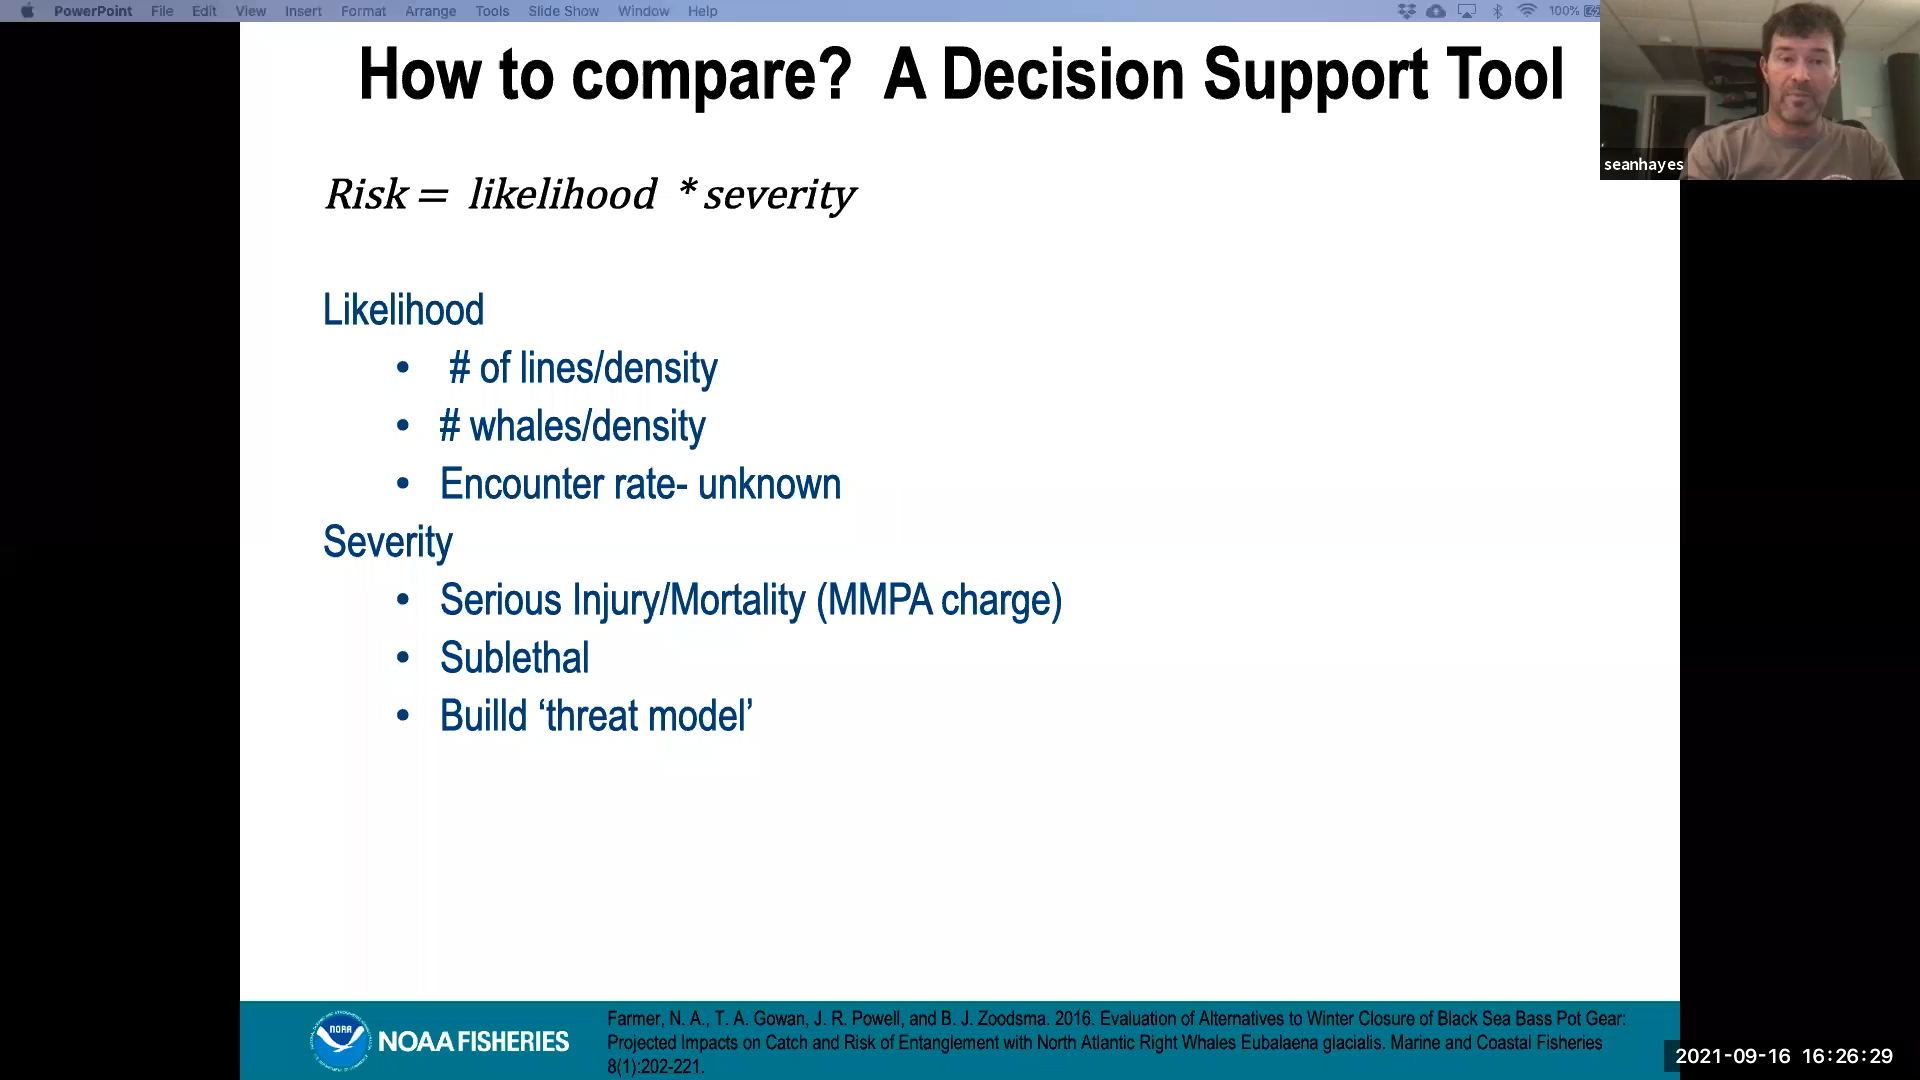 PowerPoint File Edit View Insert Format Arrange Tools Slide Show Window Help 100%
How to compare? A Decision Support Tool
seanhayes
Risk = likelihood * severity
Likelihood
• # of lines/density
• # whales/density
• Encounter rate- unknown
Severity
• Serious Injury/Mortality (MMPA charge)
• Sublethal
• Builld ‘threat model’
NOAA
NOAA FISHERIES
Farmer, N. A., T. A. Gowan, J. R. Powell, and B. J. Zoodsma. 2016. Evaluation of Alternatives to Winter Closure of Black Sea Bass Pot Gear:
Projected Impacts on Catch and Risk of Entanglement with North Atlantic Right Whales Eubalaena glacialis. Marine and Coastal Fisheries
8(1):202-221.
2021-09-16 16:26:29